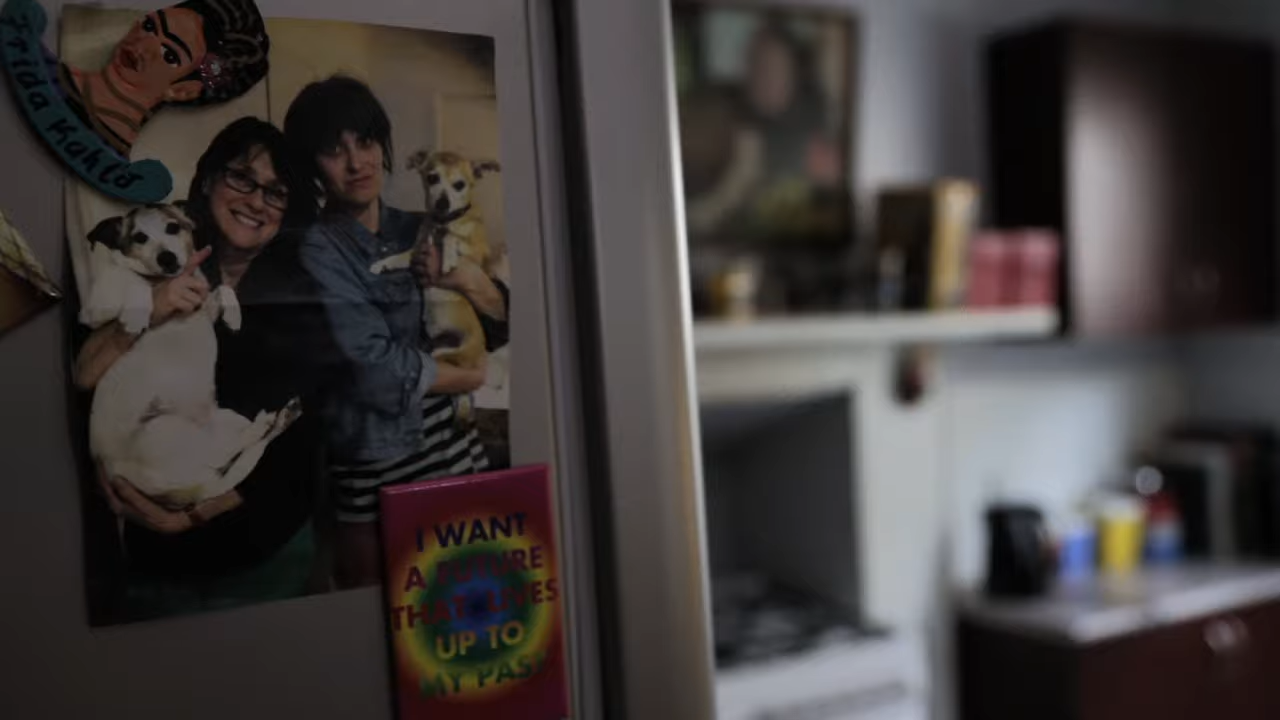 Frida Kahlo
I WANT
A FUTURE
THAT LIVES
UP TO
MY PAST